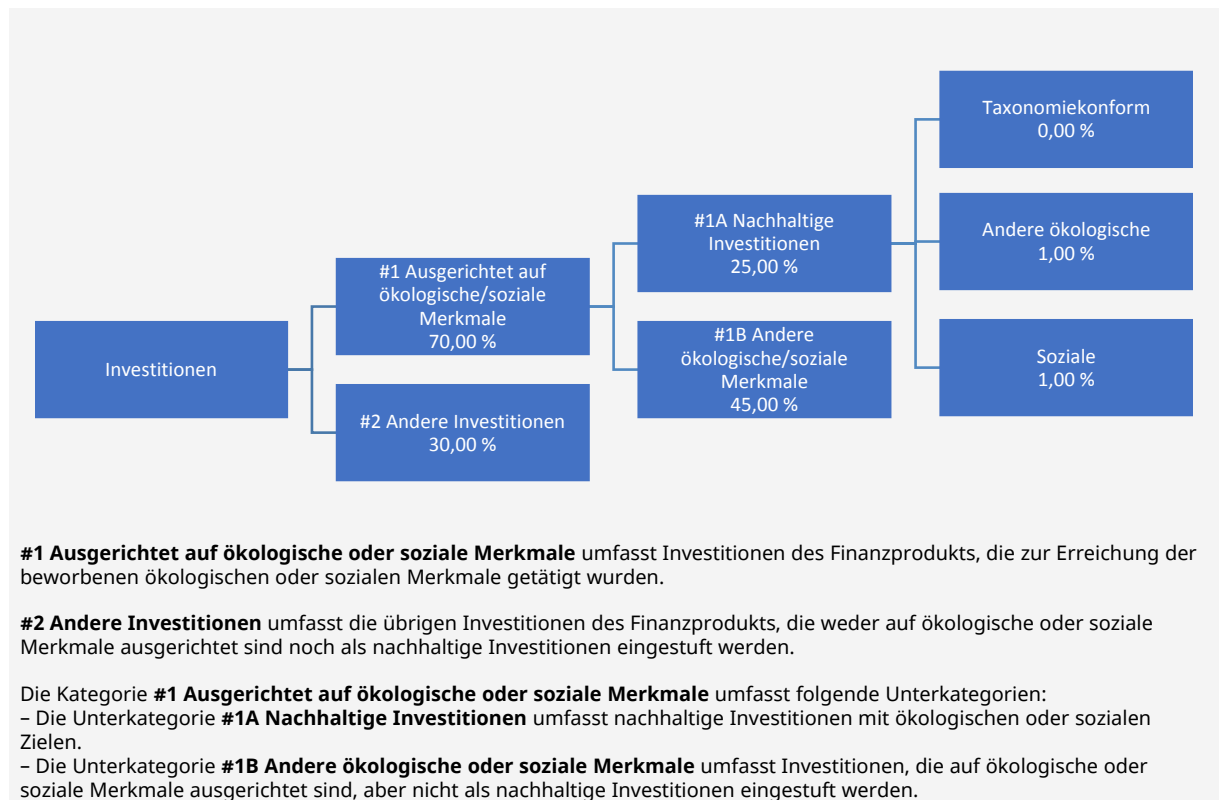 Investitionen
#1 Ausgerichtet auf
ökologische/soziale
Merkmale
70,00 %
#2 Andere Investitionen
30,00 %
#1A Nachhaltige
Investitionen
25,00 %
#1B Andere
ökologische/soziale
Merkmale
45,00 %
Taxonomiekonform
0,00 %
Andere ökologische
1,00 %
Soziale
1,00 %
#1 Ausgerichtet auf ökologische oder soziale Merkmale umfasst Investitionen des Finanzprodukts, die zur Erreichung der
beworbenen ökologischen oder sozialen Merkmale getätigt wurden.
#2 Andere Investitionen umfasst die übrigen Investitionen des Finanzprodukts, die weder auf ökologische oder soziale
Merkmale ausgerichtet sind noch als nachhaltige Investitionen eingestuft werden.
Die Kategorie #1 Ausgerichtet auf ökologische oder soziale Merkmale umfasst folgende Unterkategorien:
– Die Unterkategorie #1A Nachhaltige Investitionen umfasst nachhaltige Investitionen mit ökologischen oder sozialen
Zielen.
– Die Unterkategorie #1B Andere ökologische oder soziale Merkmale umfasst Investitionen, die auf ökologische oder
soziale Merkmale ausgerichtet sind, aber nicht als nachhaltige Investitionen eingestuft werden.